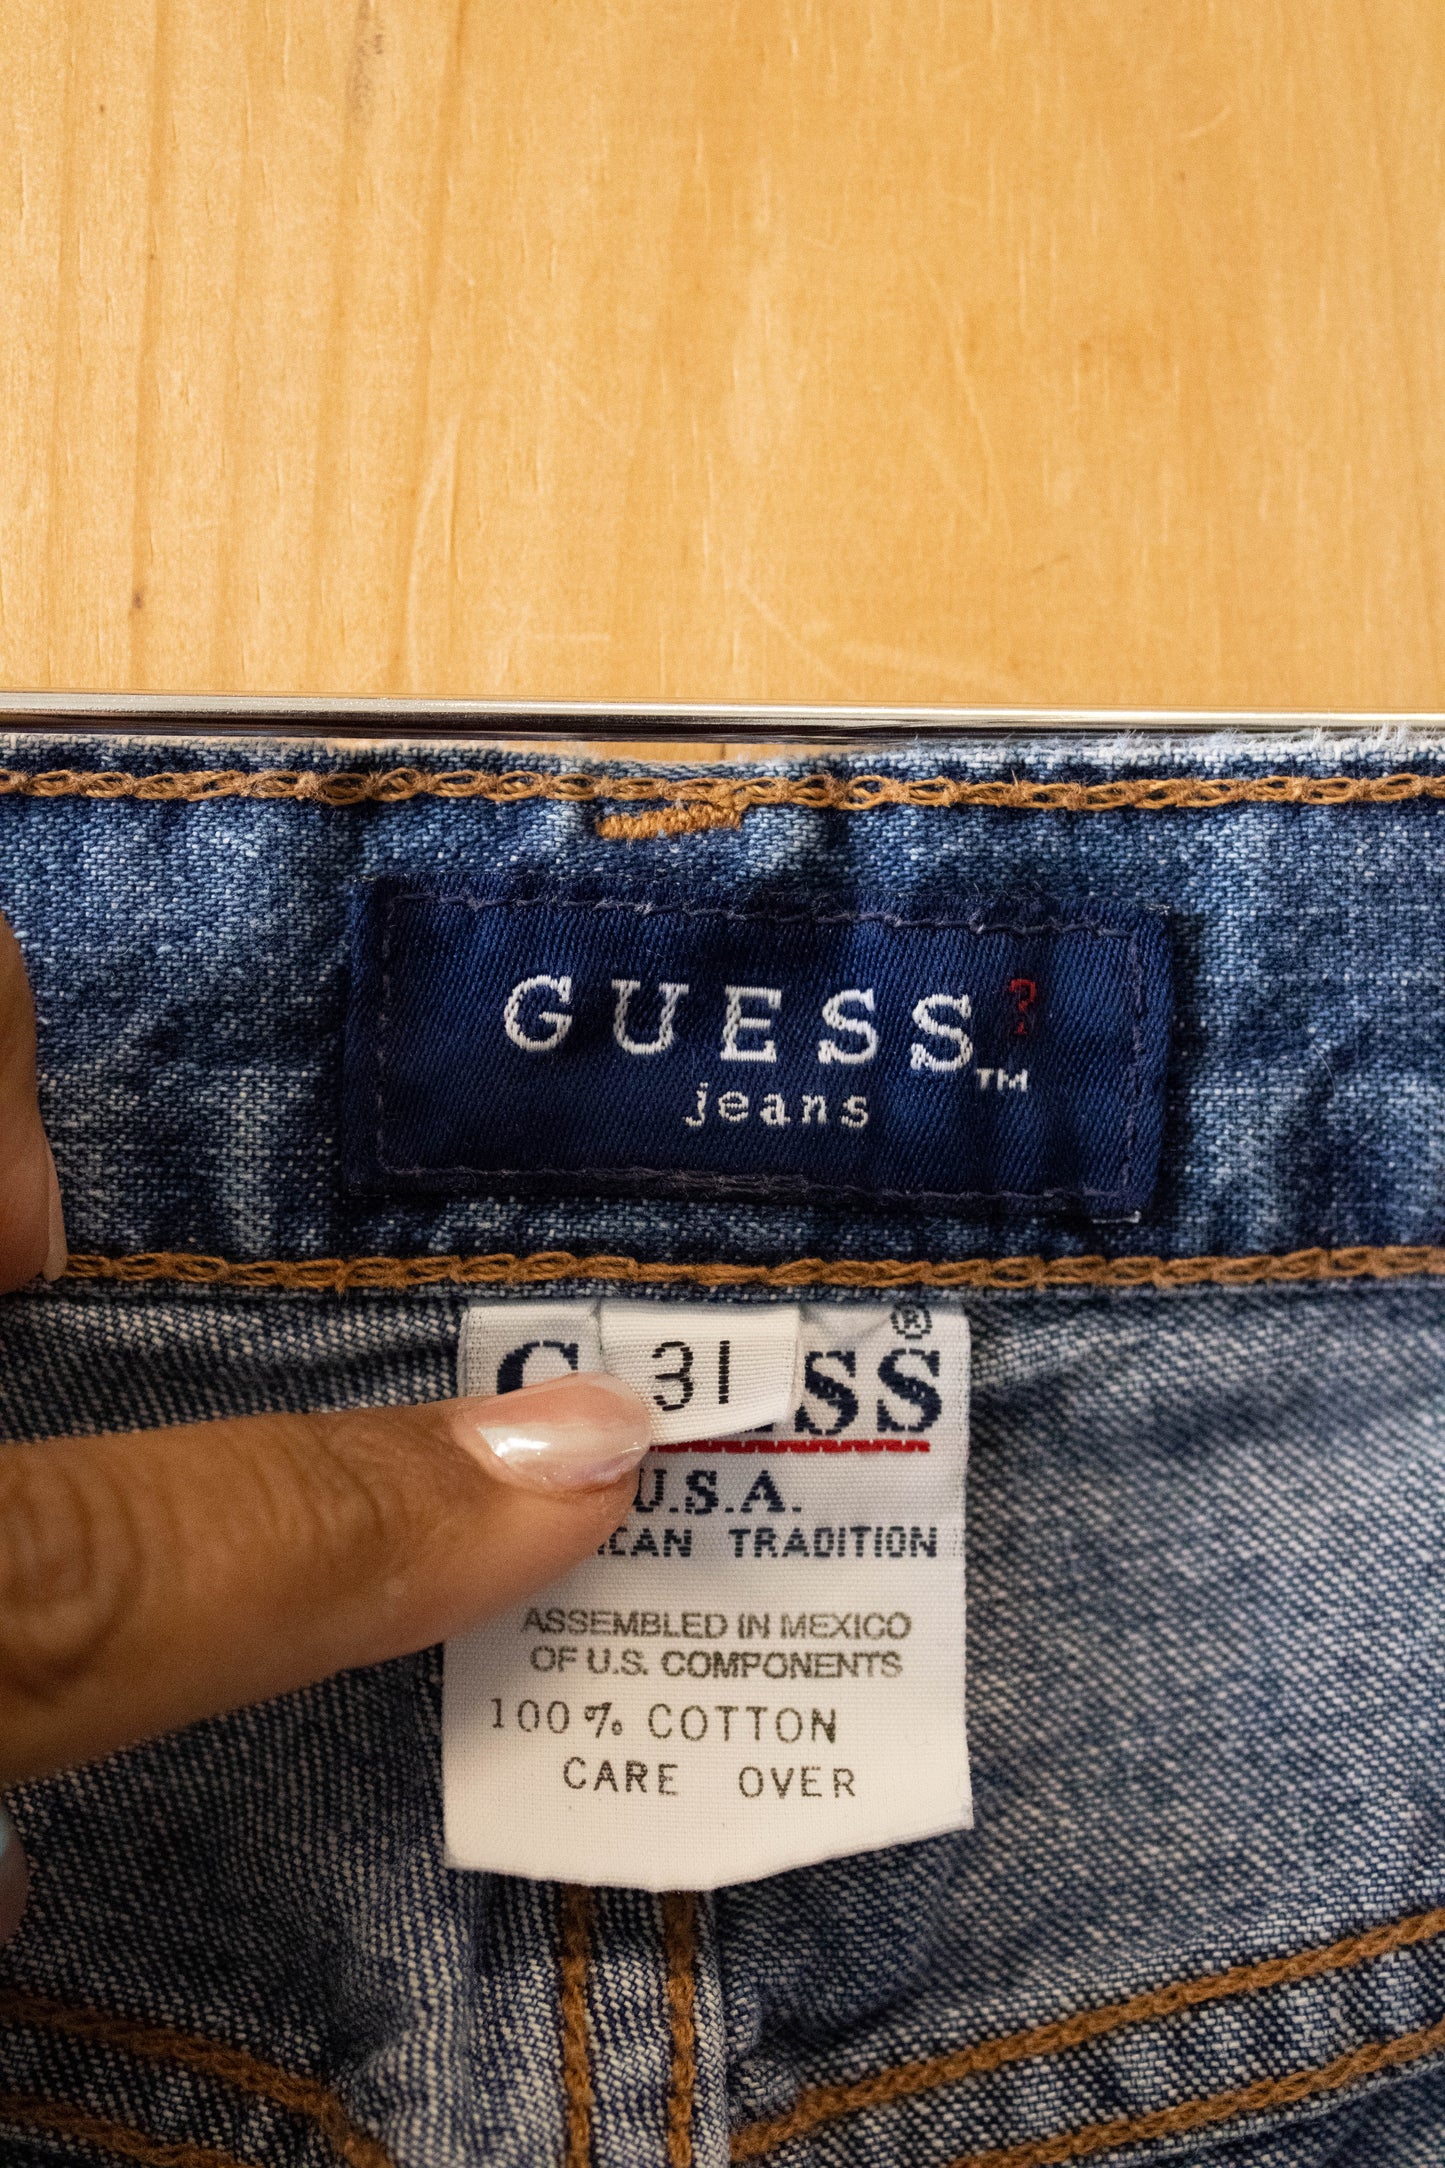 GUESS?™
jeans
31
SS®
U.S.A.
TRADITION
ASSEMBLED IN MEXICO
OF U.S. COMPONENTS
100% COTTON
CARE OVER